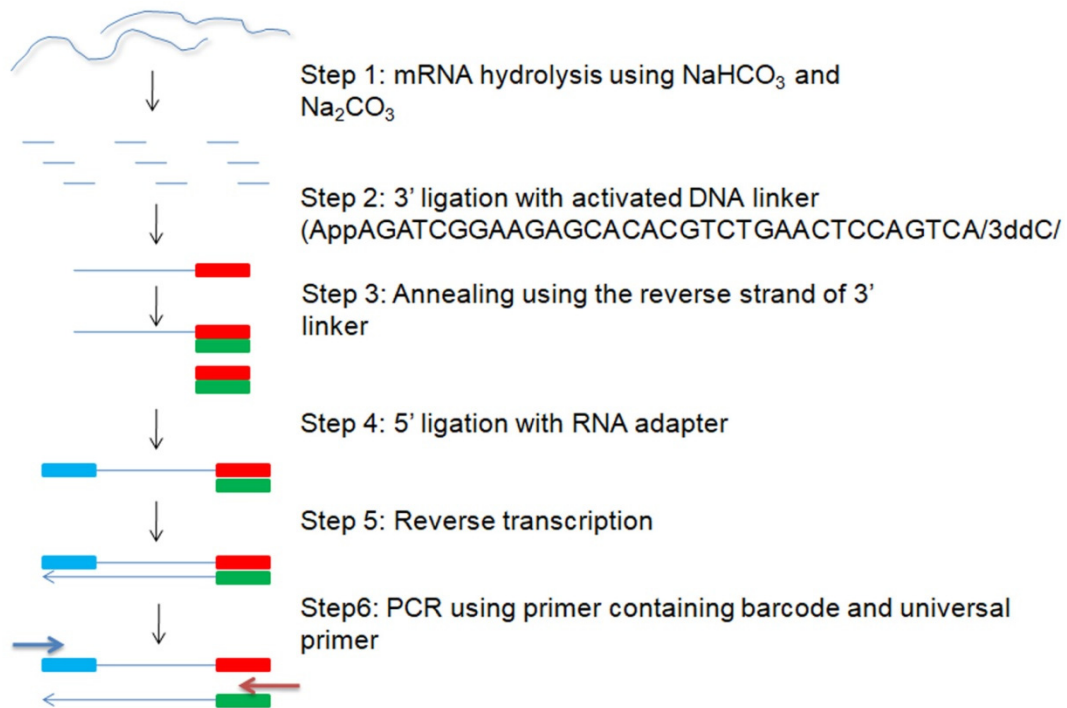 Step 1: mRNA hydrolysis using NaHCO₃ and
Na₂CO₃
Step 2: 3’ ligation with activated DNA linker
(AppAGATCGGAAGAGCACACGTCTGAACTCCAGTCA/3ddC/
Step 3: Annealing using the reverse strand of 3’
linker
Step 4: 5’ ligation with RNA adapter
Step 5: Reverse transcription
Step6: PCR using primer containing barcode and universal
primer